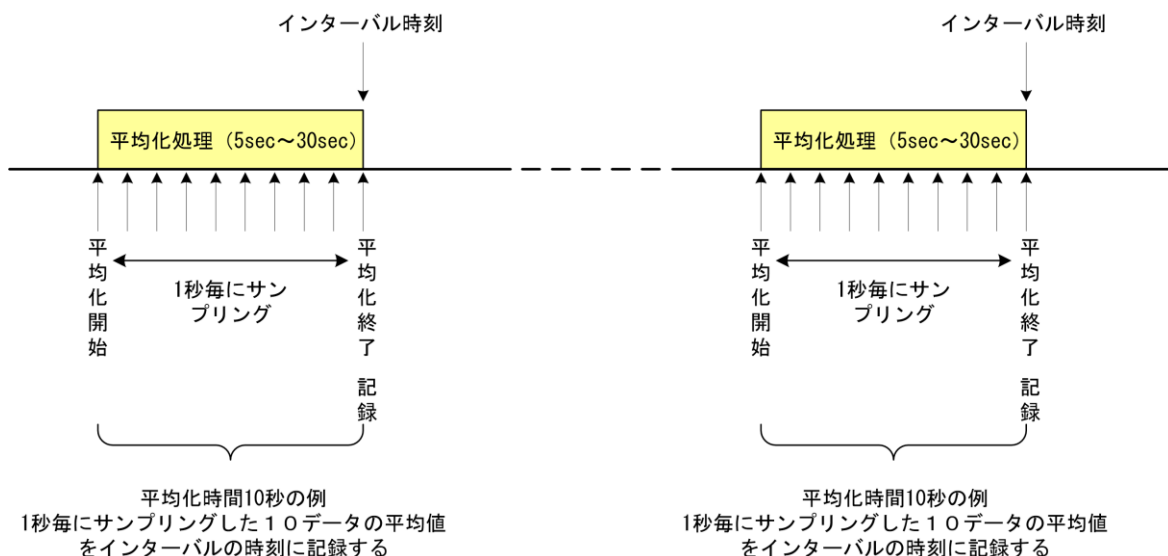 インターバル時刻
平均化処理（5sec～30sec）
平均化開始
1秒毎にサン
プリング
平均化終了 記録
平均化時間10秒の例
1秒毎にサンプリングした１０データの平均値
をインターバルの時刻に記録する
インターバル時刻
平均化処理（5sec～30sec）
平均化開始
1秒毎にサン
プリング
平均化終了 記録
平均化時間10秒の例
1秒毎にサンプリングした１０データの平均値
をインターバルの時刻に記録する